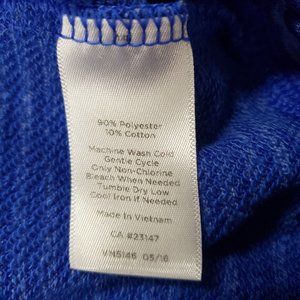 90% Polyester
10% Cotton
Machine Wash Cold
Gentle Cycle
Only Non-Chlorine
Bleach When Needed
Tumble Dry Low
Cool Iron if Needed
Made In Vietnam
CA #23147
VN5146 05/16